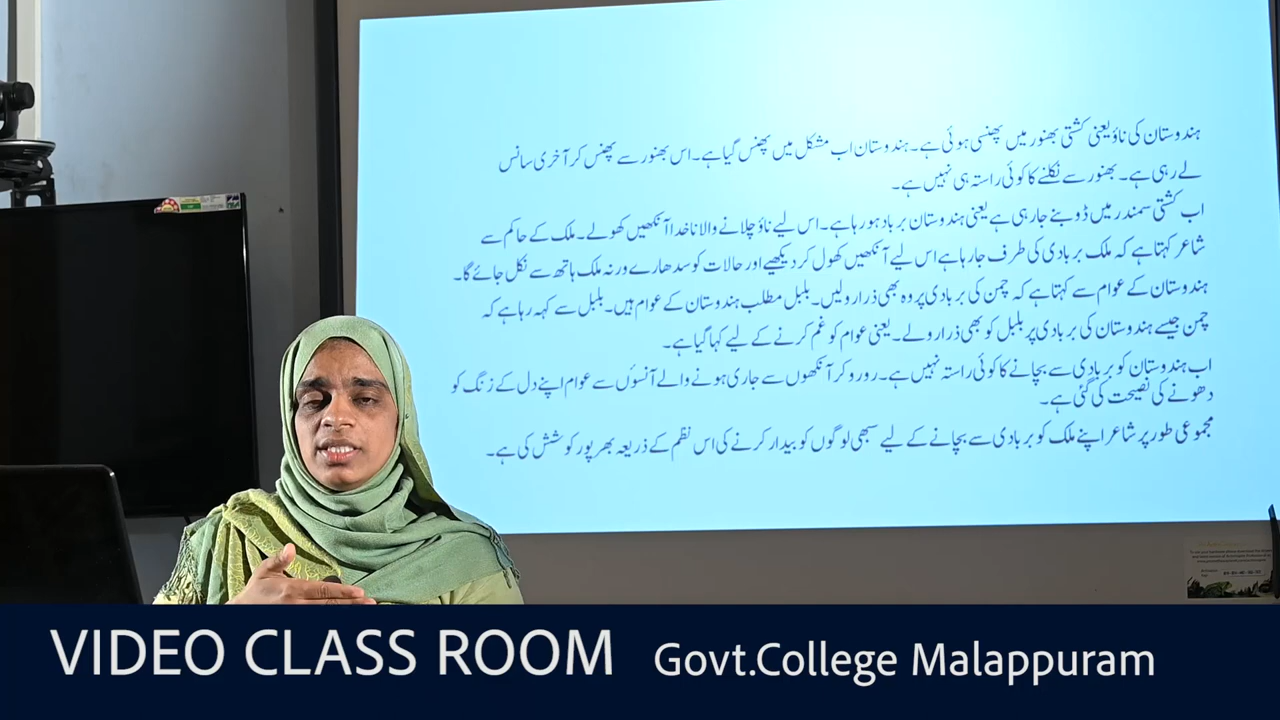 ہندوستان کی ناؤ یعنی کشتی بھنور میں پھنسی ہوئی ہے۔ ہندوستان اب مشکل میں پھنس گیا ہے۔ اس بھنور سے پھنس کر آخری سانس
لے رہی ہے۔ بھنور سے نکلنے کا کوئی راستہ ہی نہیں ہے۔
اب کشتی سمندر میں ڈوبنے جا رہی ہے یعنی ہندوستان برباد ہو رہا ہے۔ اس لیے ناؤ چلانے والا ناخدا آنکھیں کھولے۔ ملک کے حاکم سے
شاعر کہتا ہے کہ ملک بربادی کی طرف جا رہا ہے اس لیے آنکھیں کھول کر دیکھیے اور حالات کو سدھارے ورنہ ملک ہاتھ سے نکل جائے گا۔
ہندوستان کے عوام سے کہتا ہے کہ چمن کی بربادی پر وہ بھی ذرا رولیں۔ بلبل مطلب ہندوستان کے عوام ہیں۔ بلبل سے کہہ رہا ہے کہ
چمن جیسے ہندوستان کی بربادی پر بلبل کو بھی ذرا رولے۔ یعنی عوام کو غم کرنے کے لیے کہا گیا ہے۔
اب ہندوستان کو بربادی سے بچانے کا کوئی راستہ نہیں ہے۔ رو رو کر آنکھوں سے جاری ہونے والے آنسوؤں سے عوام اپنے دل کے زنگ کو
دھونے کی نصیحت کی گئی ہے۔
مجموعی طور پر شاعر اپنے ملک کو بربادی سے بچانے کے لیے سبھی لوگوں کو بیدار کرنے کی اس نظم کے ذریعہ بھرپور کوشش کی ہے۔
VIDEO CLASS ROOM Govt.College Malappuram